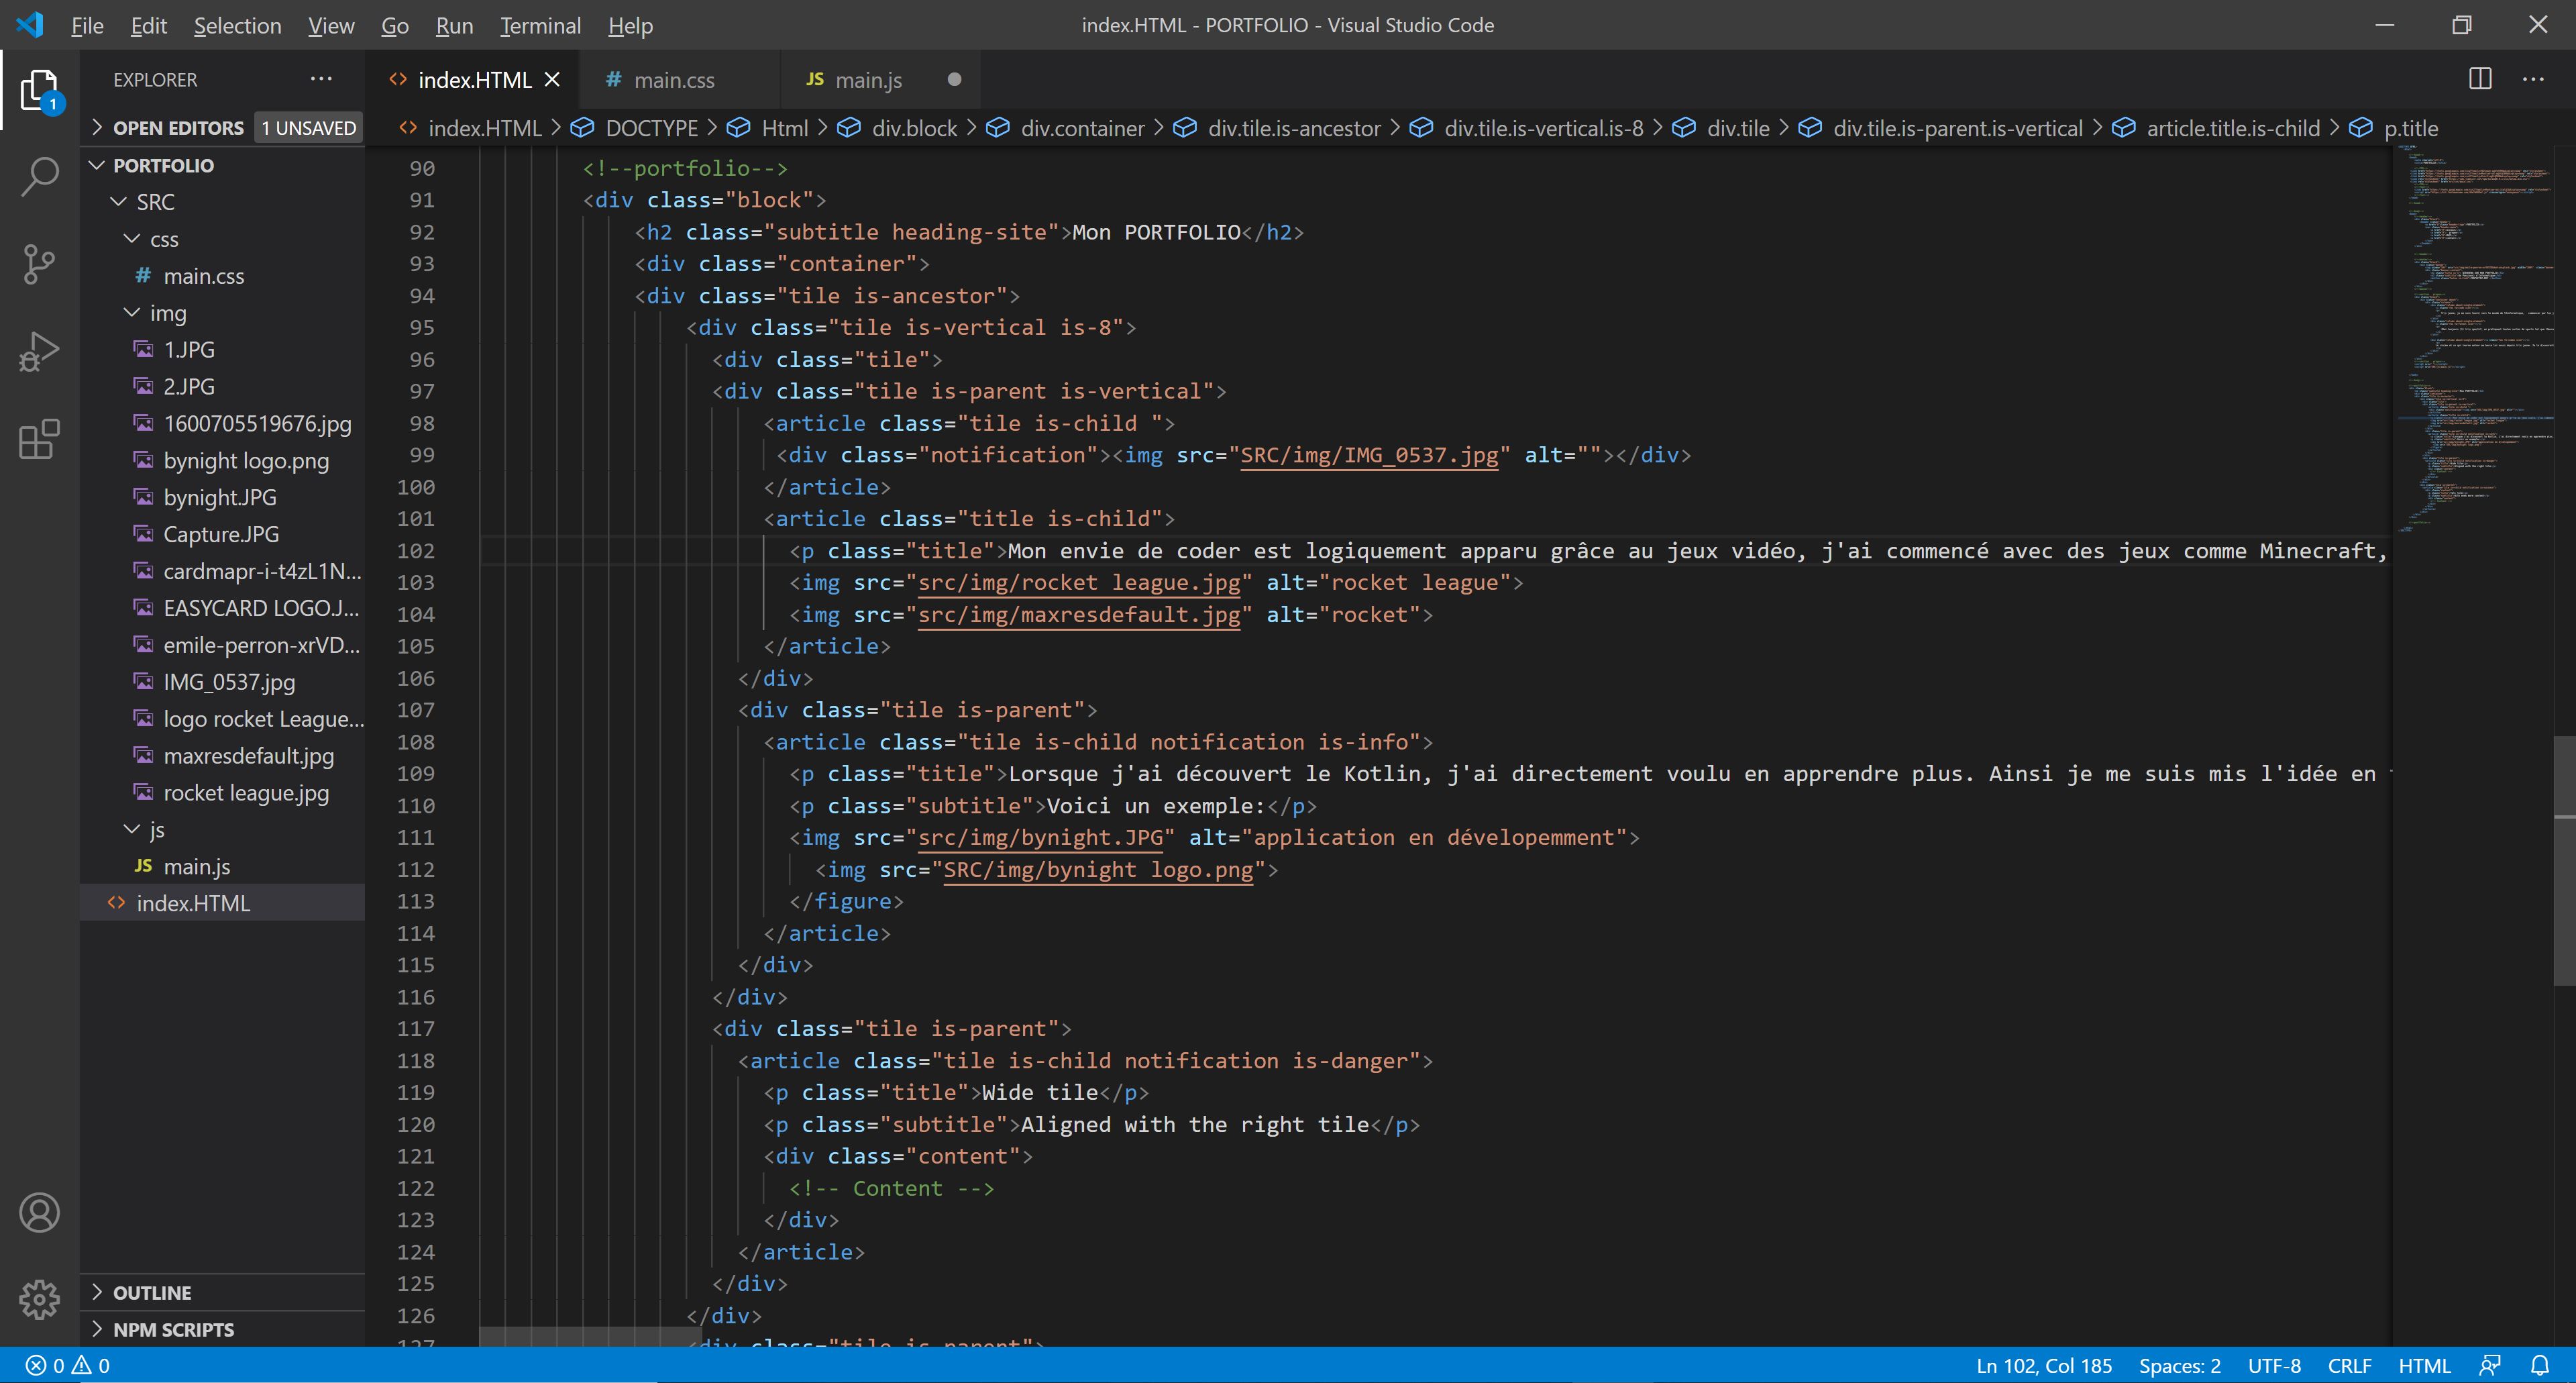 File Edit Selection View Go Run Terminal Help
index.HTML - PORTFOLIO - Visual Studio Code
EXPLORER
1
OPEN EDITORS 1 UNSAVED
PORTFOLIO
SRC
css
# main.css
img
1.JPG
2.JPG
1600705519676.jpg
bynight logo.png
bynight.JPG
Capture.JPG
cardmapr-i-t4zL1N...
EASYCARD LOGO.J...
emile-perron-xrVD...
IMG_0537.jpg
logo rocket League...
maxresdefault.jpg
rocket league.jpg
js
JS main.js
<> index.HTML
OUTLINE
NPM SCRIPTS
<> index.HTML
# main.css
JS main.js
<> index.HTML > DOCTYPE > Html > div.block > div.container > div.tile.is-ancestor > div.tile.is-vertical.is-8 > div.tile > div.tile.is-parent.is-vertical > article.title.is-child > p.title
90 <!--portfolio-->
91 <div class="block">
92 <h2 class="subtitle heading-site">Mon PORTFOLIO</h2>
93 <div class="container">
94 <div class="tile is-ancestor">
95 <div class="tile is-vertical is-8">
96 <div class="tile">
97 <div class="tile is-parent is-vertical">
98 <article class="tile is-child ">
99 <div class="notification"><img src="SRC/img/IMG_0537.jpg" alt=""></div>
100 </article>
101 <article class="title is-child">
102 <p class="title">Mon envie de coder est logiquement apparu grâce au jeux vidéo, j'ai commencé avec des jeux comme Minecraft,
103 <img src="src/img/rocket league.jpg" alt="rocket league">
104 <img src="src/img/maxresdefault.jpg" alt="rocket">
105 </article>
106 </div>
107 <div class="tile is-parent">
108 <article class="tile is-child notification is-info">
109 <p class="title">Lorsque j'ai découvert le Kotlin, j'ai directement voulu en apprendre plus. Ainsi je me suis mis l'idée en
110 <p class="subtitle">Voici un exemple:</p>
111 <img src="src/img/bynight.JPG" alt="application en dévelopemment">
112 <img src="SRC/img/bynight logo.png">
113 </figure>
114 </article>
115 </div>
116 </div>
117 <div class="tile is-parent">
118 <article class="tile is-child notification is-danger">
119 <p class="title">Wide tile</p>
120 <p class="subtitle">Aligned with the right tile</p>
121 <div class="content">
122 <!-- Content -->
123 </div>
124 </article>
125 </div>
126 </div>
127 <div class="tile is-parent">
0 0
Ln 102, Col 185 Spaces: 2 UTF-8 CRLF HTML